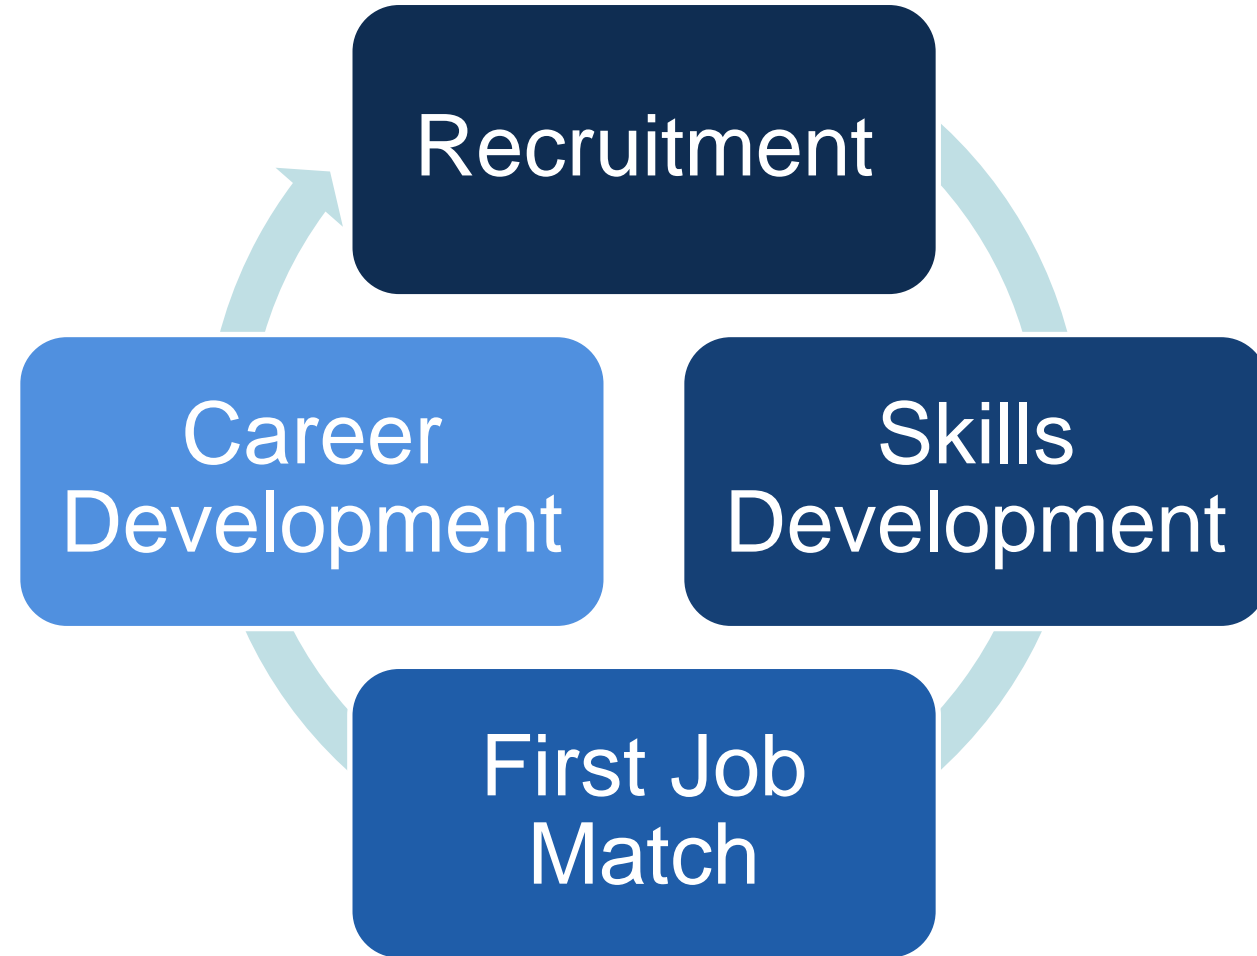 Recruitment
Skills
Development
First Job
Match
Career
Development